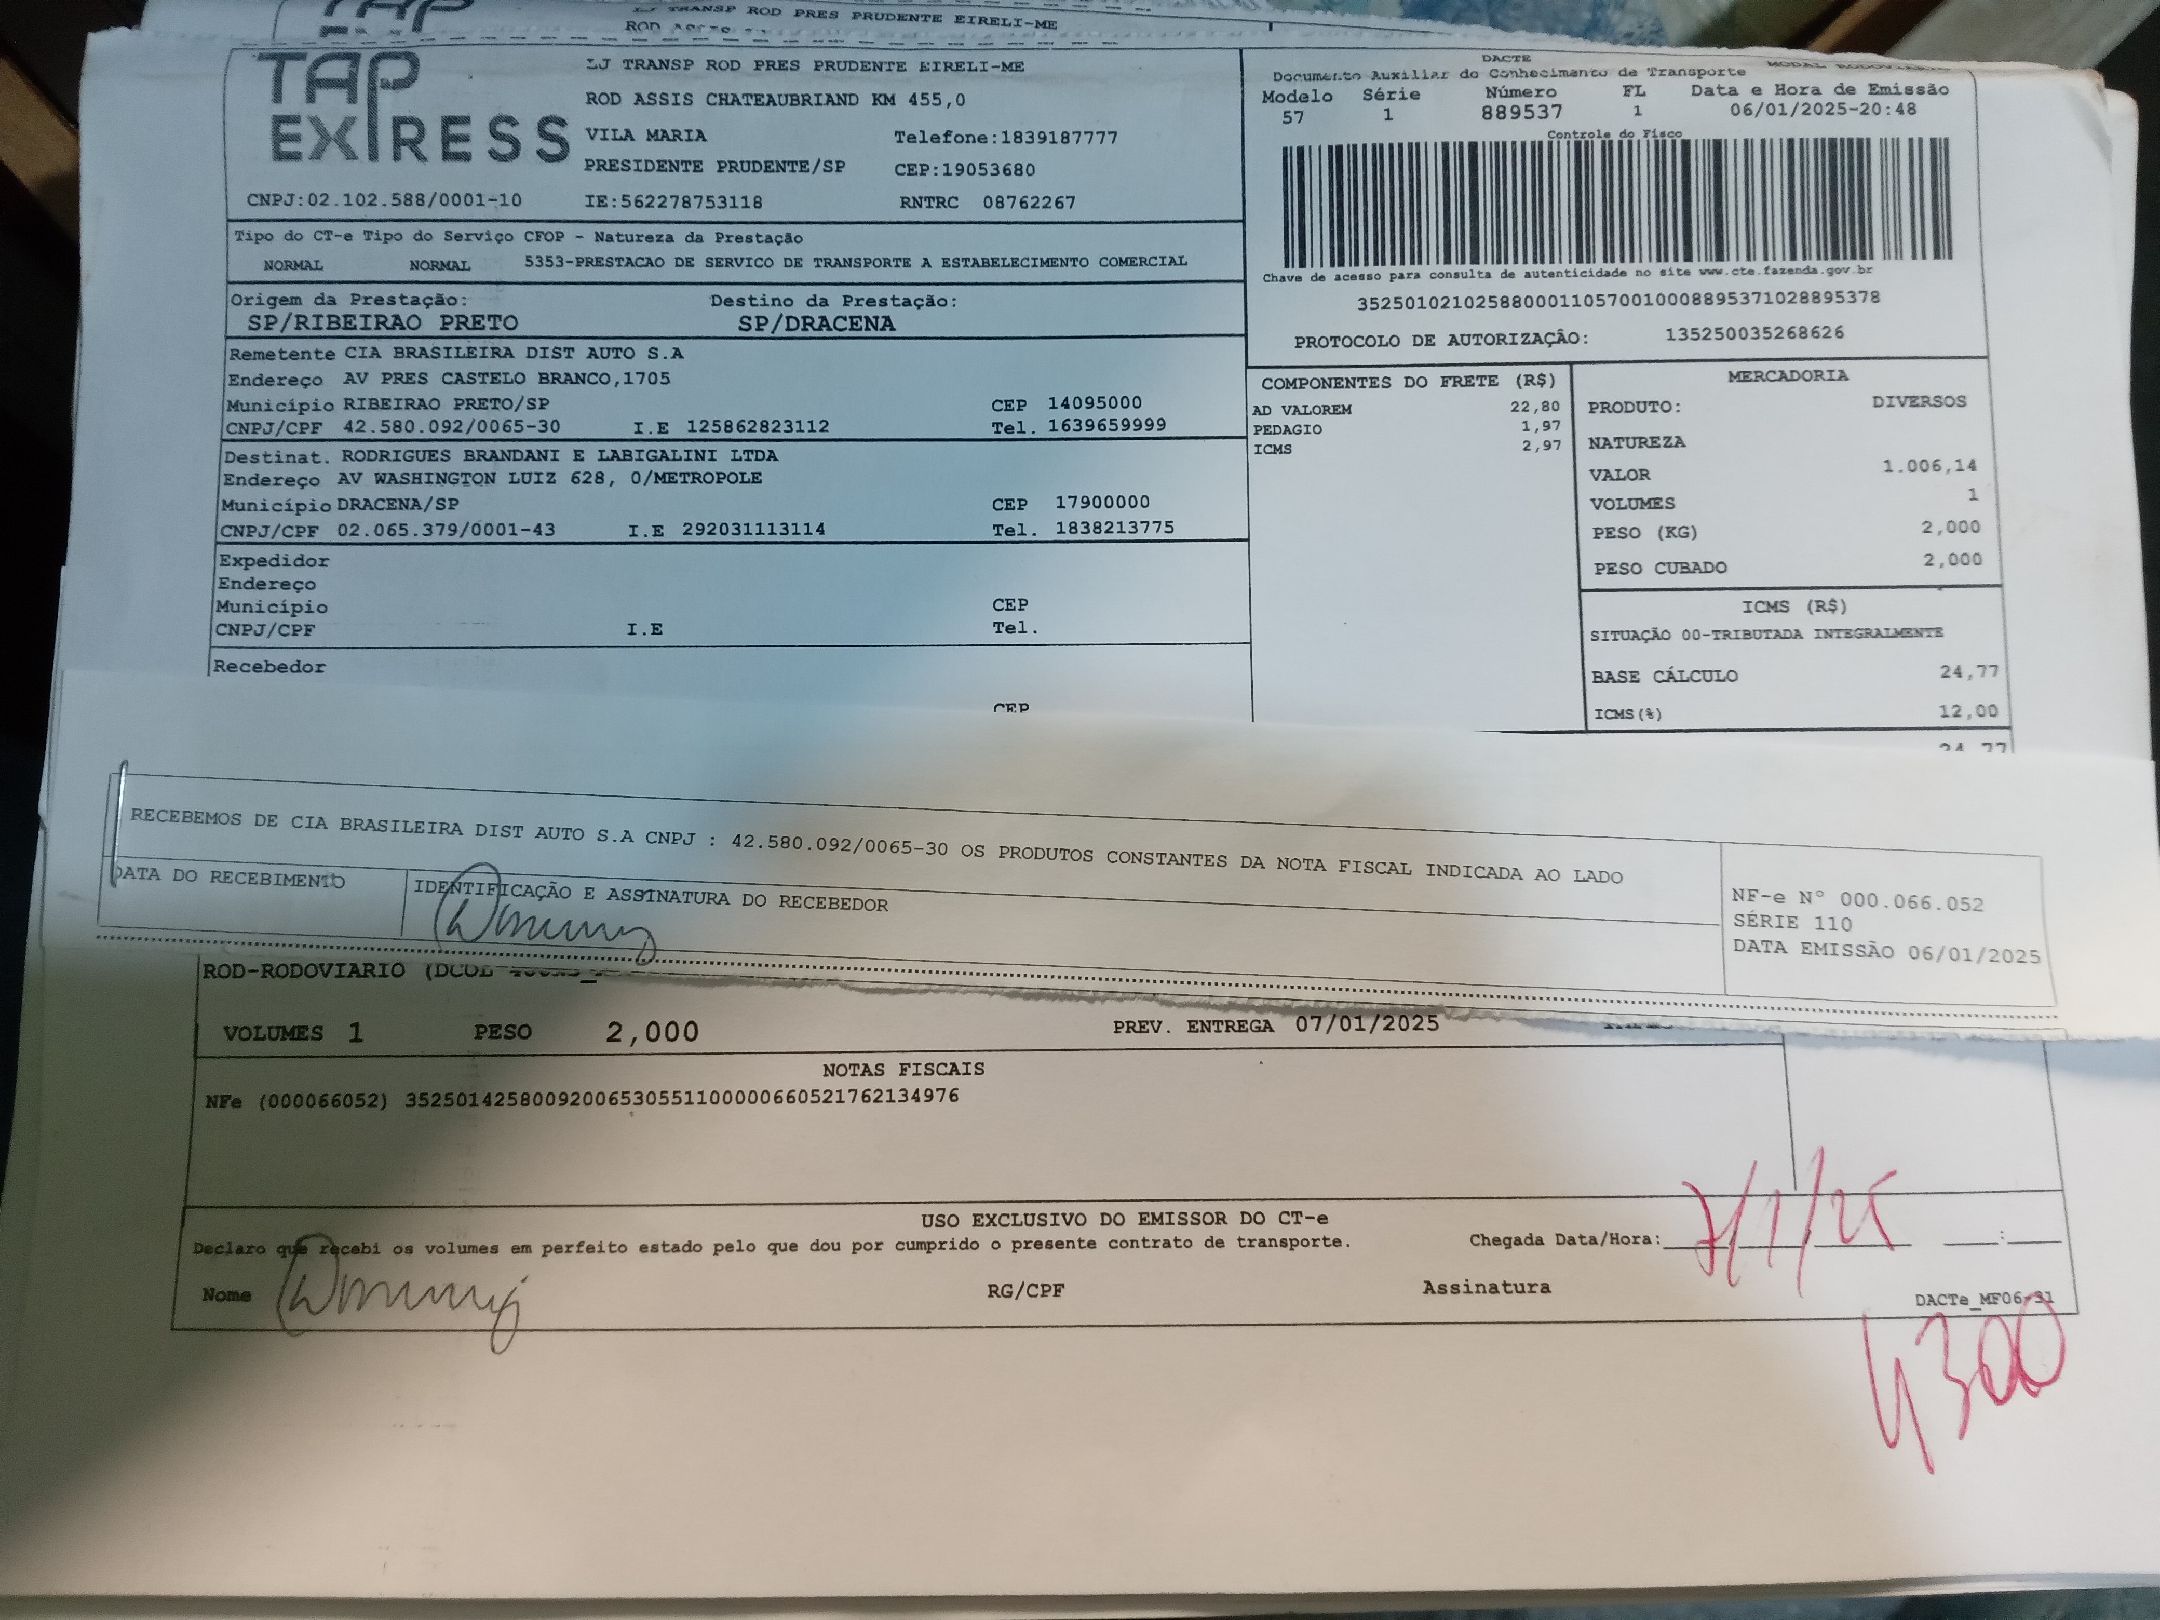 LJ TRANSP ROD PRES PRUDENTE EIRELI-ME
ROD
TAP EXPRESS
LJ TRANSP ROD PRES PRUDENTE EIRELI-ME
ROD ASSIS CHATEAUBRIAND KM 455,0
VILA MARIA Telefone:1839187777
PRESIDENTE PRUDENTE/SP CEP:19053680
CNPJ:02.102.588/0001-10 IE:562278753118 RNTRC 08762267
DACTE
MODAL RODOVIARIO
Documento Auxiliar do Conhecimento de Transporte
Modelo Série Número FL Data e Hora de Emissão
57 1 889537 1 06/01/2025-20:48
Controle do Fisco
Chave de acesso para consulta de autenticidade no site www.cte.fazenda.gov.br
35250102102588000110570010008895371028895378
PROTOCOLO DE AUTORIZAÇÂO: 135250035268626
Tipo do CT-e Tipo do Serviço CFOP - Natureza da Prestação
NORMAL NORMAL 5353-PRESTACAO DE SERVICO DE TRANSPORTE A ESTABELECIMENTO COMERCIAL
Origem da Prestação: Destino da Prestação:
SP/RIBEIRAO PRETO SP/DRACENA
Remetente CIA BRASILEIRA DIST AUTO S.A
Endereço AV PRES CASTELO BRANCO,1705
Município RIBEIRAO PRETO/SP CEP 14095000
CNPJ/CPF 42.580.092/0065-30 I.E 125862823112 Tel. 1639659999
Destinat. RODRIGUES BRANDANI E LABIGALINI LTDA
Endereço AV WASHINGTON LUIZ 628, 0/METROPOLE
Município DRACENA/SP CEP 17900000
CNPJ/CPF 02.065.379/0001-43 I.E 292031113114 Tel. 1838213775
Expedidor
Endereço
Município CEP
CNPJ/CPF I.E Tel.
Recebedor
CEP
COMPONENTES DO FRETE (R$)
AD VALOREM 22,80
PEDAGIO 1,97
ICMS 2,97
MERCADORIA
PRODUTO: DIVERSOS
NATUREZA
VALOR 1.006,14
VOLUMES 1
PESO (KG) 2,000
PESO CUBADO 2,000
ICMS (R$)
SITUAÇÃO 00-TRIBUTADA INTEGRALMENTE
BASE CÁLCULO 24,77
ICMS(%) 12,00
24,77
RECEBEMOS DE CIA BRASILEIRA DIST AUTO S.A CNPJ : 42.580.092/0065-30 OS PRODUTOS CONSTANTES DA NOTA FISCAL INDICADA AO LADO
DATA DO RECEBIMENTO IDENTIFICAÇÃO E ASSINATURA DO RECEBEDOR
NF-e Nº 000.066.052
SÉRIE 110
DATA EMISSÃO 06/01/2025
ROD-RODOVIARIO
VOLUMES 1 PESO 2,000 PREV. ENTREGA 07/01/2025
NOTAS FISCAIS
NFe (000066052) 35250142580092006530551100000660521762134976
USO EXCLUSIVO DO EMISSOR DO CT-e
Declaro que recebi os volumes em perfeito estado pelo que dou por cumprido o presente contrato de transporte. Chegada Data/Hora: 7/1/25 :
Nome RG/CPF Assinatura
DACTe_MF06-31
4300